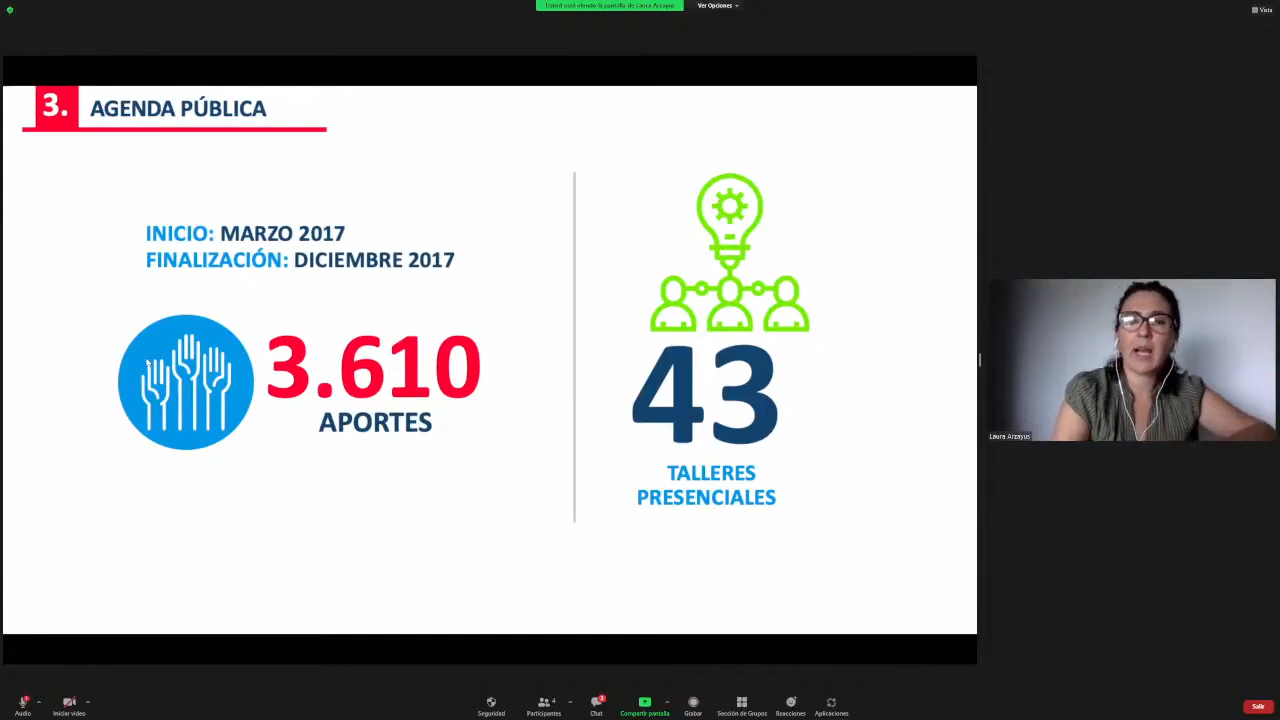 Usted está viendo la pantalla de Laura Arzayus
Ver Opciones
Vista
3.
AGENDA PÚBLICA
INICIO: MARZO 2017
FINALIZACIÓN: DICIEMBRE 2017
3.610
APORTES
43
TALLERES
PRESENCIALES
Laura Arzayus
Audio
Iniciar video
Seguridad
4
Participantes
3
Chat
Compartir pantalla
Grabar
Sección de Grupos
Reacciones
Aplicaciones
Salir